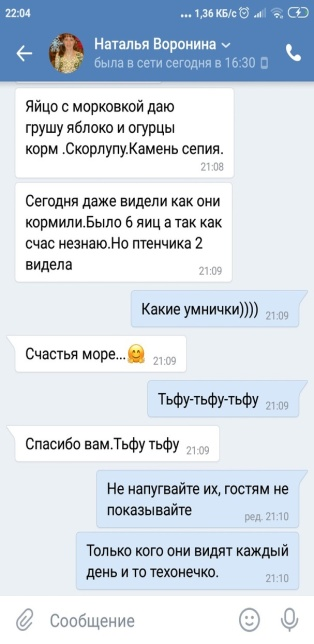 22:04
... 1,36 КБ/с
Наталья Воронина
была в сети сегодня в 16:30
Яйцо с морковкой даю
грушу яблоко и огурцы
корм .Скорлупу.Камень сепия.
21:08
Сегодня даже видели как они
кормили.Было 6 яиц а так как
счас незнаю.Но птенчика 2
видела
21:09
Какие умнички))))
21:09
Счастья море...🤗
21:09
Тьфу-тьфу-тьфу
21:09
Спасибо вам.Тьфу тьфу
21:09
Не напугвайте их, гостям не
показывайте
ред. 21:10
Только кого они видят каждый
день и то техонечко.
21:10
Сообщение